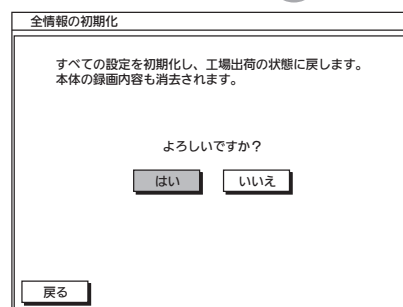 全情報の初期化
すべての設定を初期化し、工場出荷の状態に戻します。
本体の録画内容も消去されます。
よろしいですか?
はい
いいえ
戻る